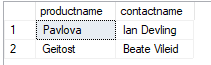 productname contactname
1 Pavlova Ian Devling
2 Geitost Beate Vileid